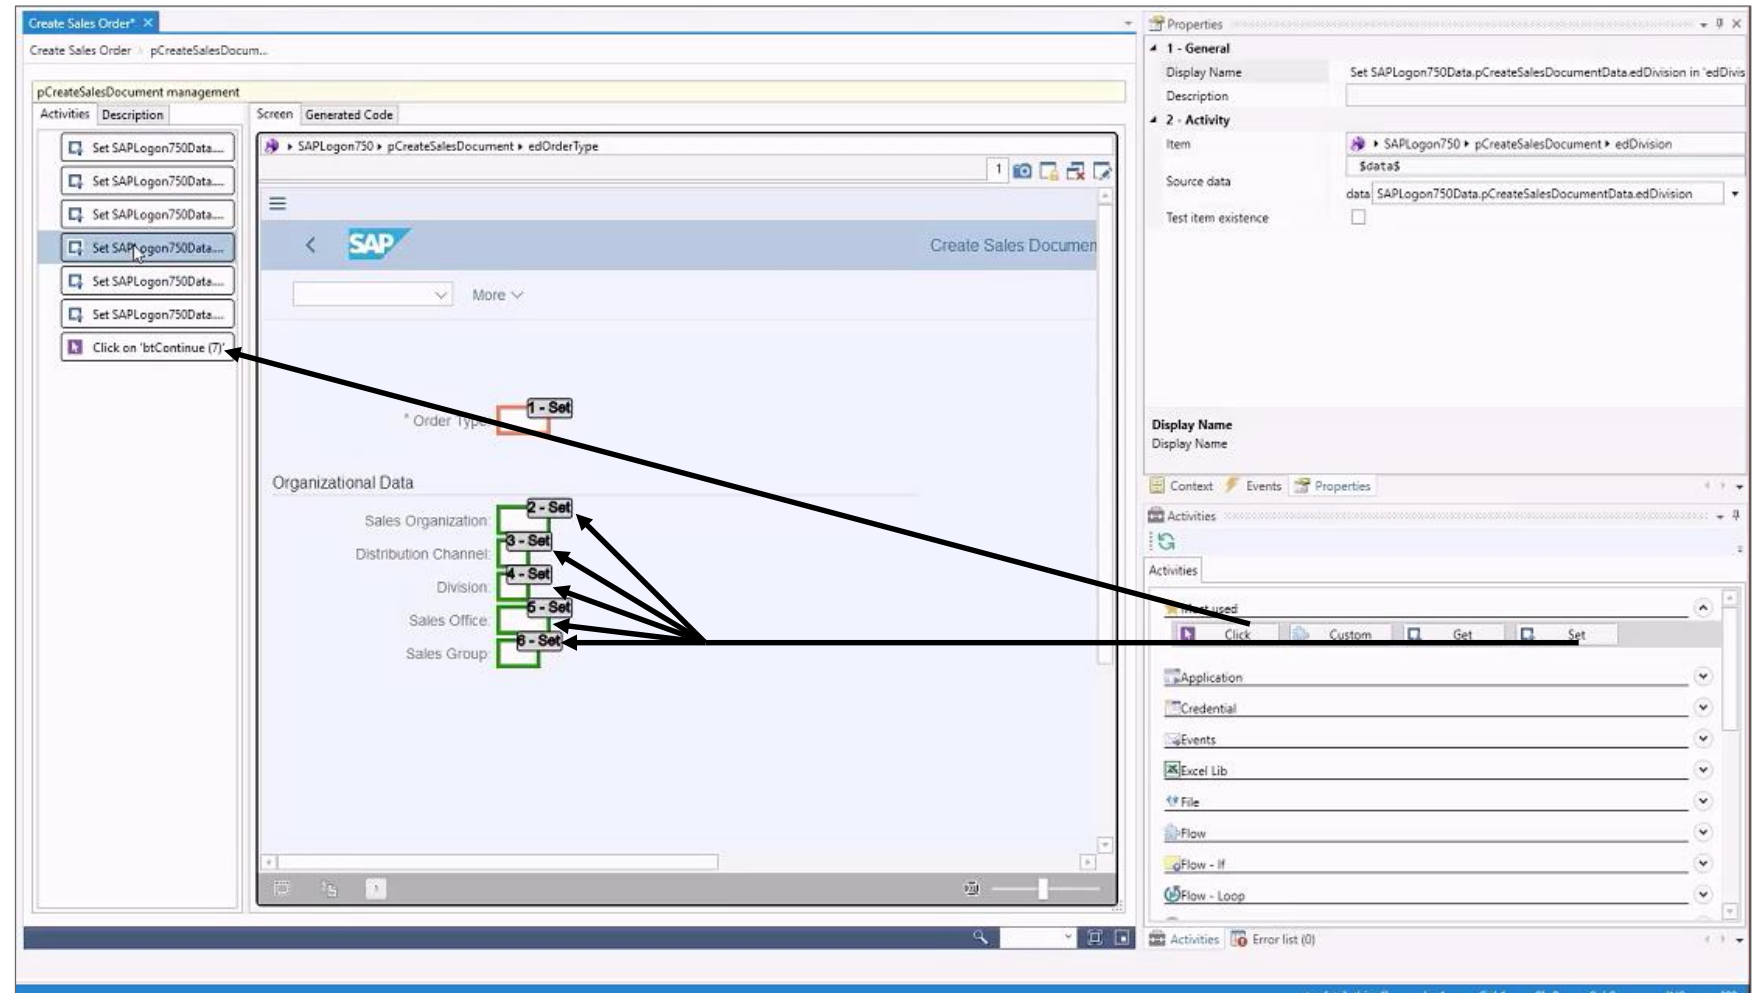 Create Sales Order* ×
Create Sales Order pCreateSalesDocum...
pCreateSalesDocument management
Activities Description
Set SAPLogon750Data....
Set SAPLogon750Data....
Set SAPLogon750Data....
Set SAPLogon750Data....
Set SAPLogon750Data....
Set SAPLogon750Data....
Click on 'btContinue (7)'
Screen Generated Code
SAPLogon750 ▸ pCreateSalesDocument ▸ edOrderType
1
SAP
Create Sales Documen
More
* Order Type
1 - Set
Organizational Data
Sales Organization: 2 - Set
Distribution Channel: 3 - Set
Division: 4 - Set
Sales Office: 5 - Set
Sales Group: 6 - Set
Properties
1 - General
Display Name Set SAPLogon750Data.pCreateSalesDocumentData.edDivision in 'edDivis
Description
2 - Activity
Item SAPLogon750 ▸ pCreateSalesDocument ▸ edDivision
$data$
Source data
data SAPLogon750Data.pCreateSalesDocumentData.edDivision
Test item existence
Display Name
Display Name
Context Events Properties
Activities
Activities
Most used
Click Custom Get Set
Application
Credential
Events
Excel Lib
File
Flow
Flow - If
Flow - Loop
Activities Error list (0)